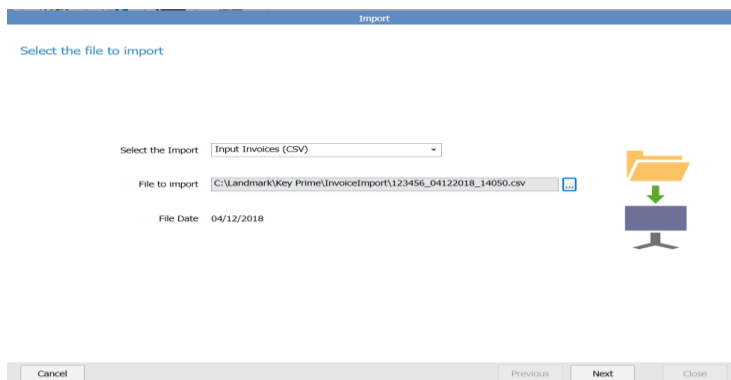 Import
Select the file to import
Select the Import Input Invoices (CSV)
File to import C:\Landmark\Key Prime\InvoiceImport\123456_04122018_14050.csv ...
File Date 04/12/2018
Cancel Previous Next Close